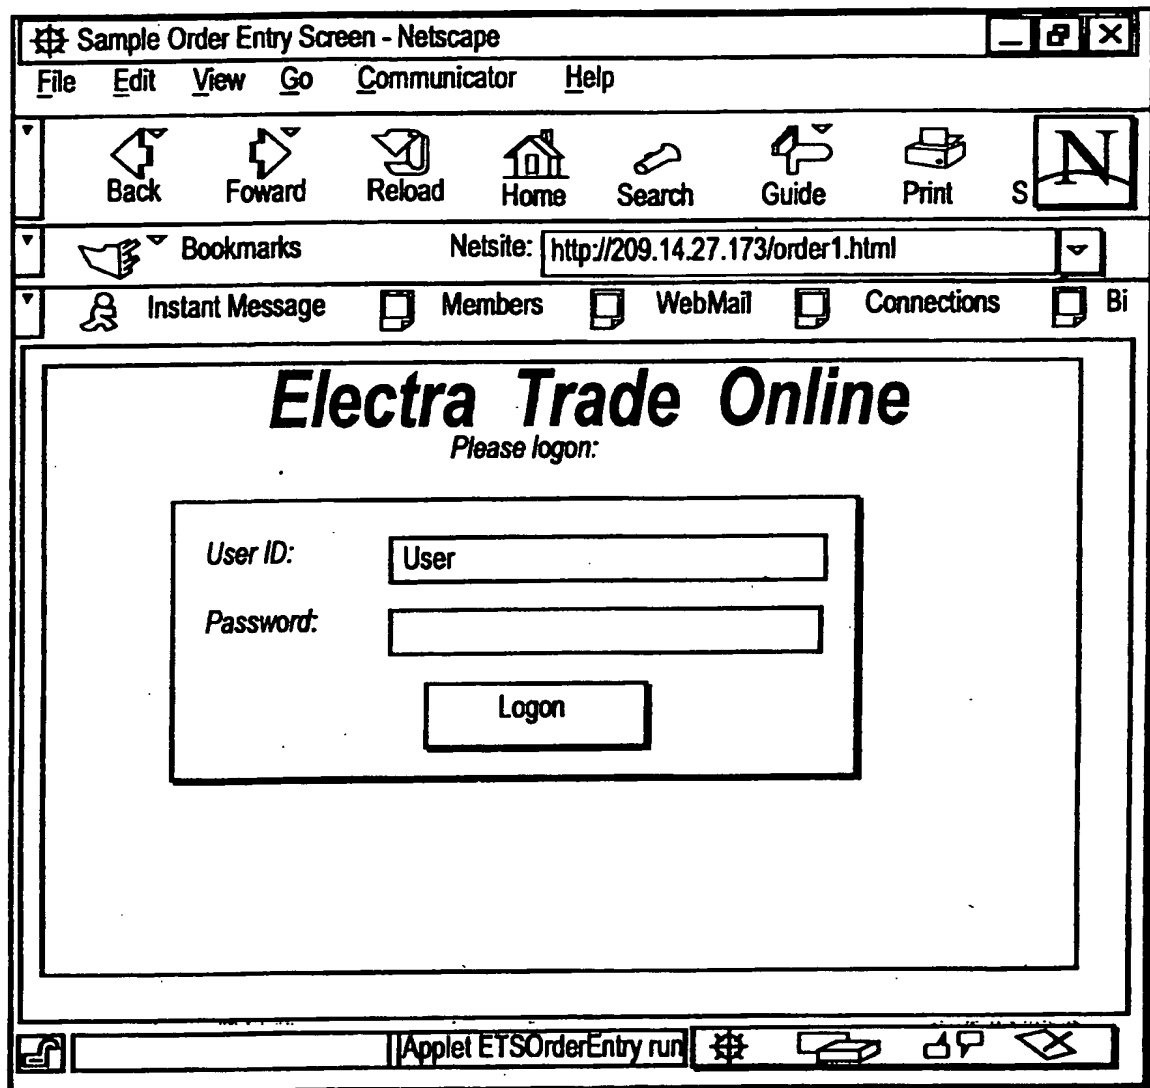 Sample Order Entry Screen - Netscape
File Edit View Go Communicator Help
Back Foward Reload Home Search Guide Print S N
Bookmarks Netsite: http://209.14.27.173/order1.html
Instant Message Members WebMail Connections Bi
Electra Trade Online
Please logon:
User ID: User
Password:
Logon
Applet ETSOrderEntry run